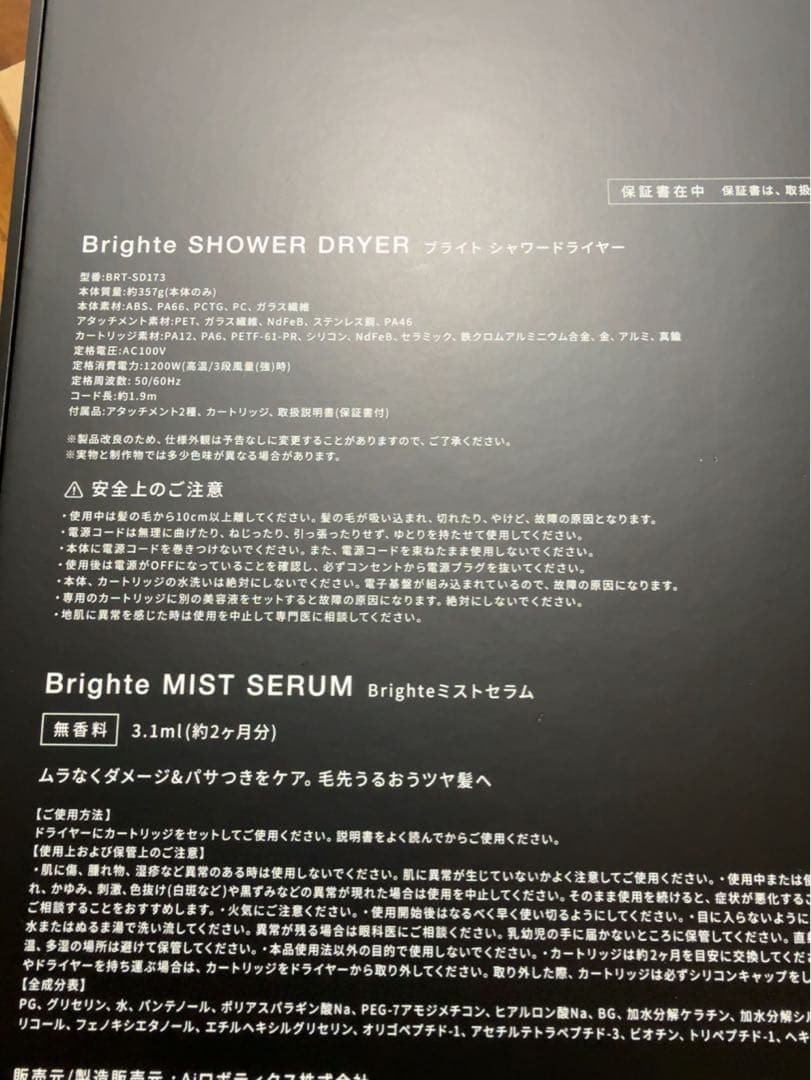 保証書在中 保証書は、取扱
Brighte SHOWER DRYER ブライト シャワードライヤー
型番:BRT-SD173
本体質量:約357g(本体のみ)
本体素材:ABS、PA66、PCTG、PC、ガラス繊維
アタッチメント素材:PET、ガラス繊維、NdFeB、ステンレス鋼、PA46
カートリッジ素材:PA12、PA6、PETF-61-PR、シリコン、NdFeB、セラミック、鉄クロムアルミニウム合金、金、アルミ、真鍮
定格電圧:AC100V
定格消費電力:1200W(高温/3段風量(強)時)
定格周波数: 50/60Hz
コード長:約1.9m
付属品:アタッチメント2種、カートリッジ、取扱説明書(保証書付)
※製品改良のため、仕様外観は予告なしに変更することがありますので、ご了承ください。
※実物と制作物では多少色味が異なる場合があります。
⚠ 安全上のご注意
・使用中は髪の毛から10cm以上離してください。髪の毛が吸い込まれ、切れたり、やけど、故障の原因となります。
・電源コードは無理に曲げたり、ねじったり、引っ張ったりせず、ゆとりを持たせて使用してください。
・本体に電源コードを巻きつけないでください。また、電源コードを束ねたまま使用しないでください。
・使用後は電源がOFFになっていることを確認し、必ずコンセントから電源プラグを抜いてください。
・本体、カートリッジの水洗いは絶対にしないでください。電子基盤が組み込まれているので、故障の原因になります。
・専用のカートリッジに別の美容液をセットすると故障の原因になります。絶対にしないでください。
・地肌に異常を感じた時は使用を中止して専門医に相談してください。
Brighte MIST SERUM Brighteミストセラム
無香料 3.1ml(約2ヶ月分)
ムラなくダメージ&パサつきをケア。毛先うるおうツヤ髪へ
【ご使用方法】
ドライヤーにカートリッジをセットしてご使用ください。説明書をよく読んでからご使用ください。
【使用上および保管上のご注意】
・肌に傷、腫れ物、湿疹など異常のある時は使用しないでください。肌に異常が生じていないかよく注意してご使用ください。・使用中または
れ、かゆみ、刺激、色抜け(白斑など)や黒ずみなどの異常が現れた場合は使用を中止してください。そのまま使用を続けると、症状が悪化するこ
ご相談することをおすすめします。・火気にご注意ください。・使用開始後はなるべく早く使い切るようにしてください。・目に入らないように
水またはぬるま湯で洗い流してください。異常が残る場合は眼科医にご相談ください。乳幼児の手に届かないところに保管してください。直
温、多湿の場所は避けて保管してください。・本品使用法以外の目的で使用しないでください。・カートリッジは約2ヶ月を目安に交換してくだ
やドライヤーを持ち運ぶ場合は、カートリッジをドライヤーから取り外してください。取り外した際、カートリッジは必ずシリコンキャップをし
【全成分表】
PG、グリセリン、水、パンテノール、ポリアスパラギン酸Na、PEG-7アモジメチコン、ヒアルロン酸Na、BG、加水分解ケラチン、加水分解シル
リコール、フェノキシエタノール、エチルヘキシルグリセリン、オリゴペプチド-1、アセチルテトラペプチド-3、ビオチン、トリペプチド-1、ヘキ
販売元/製造販売元：Aiロボティクス株式会社